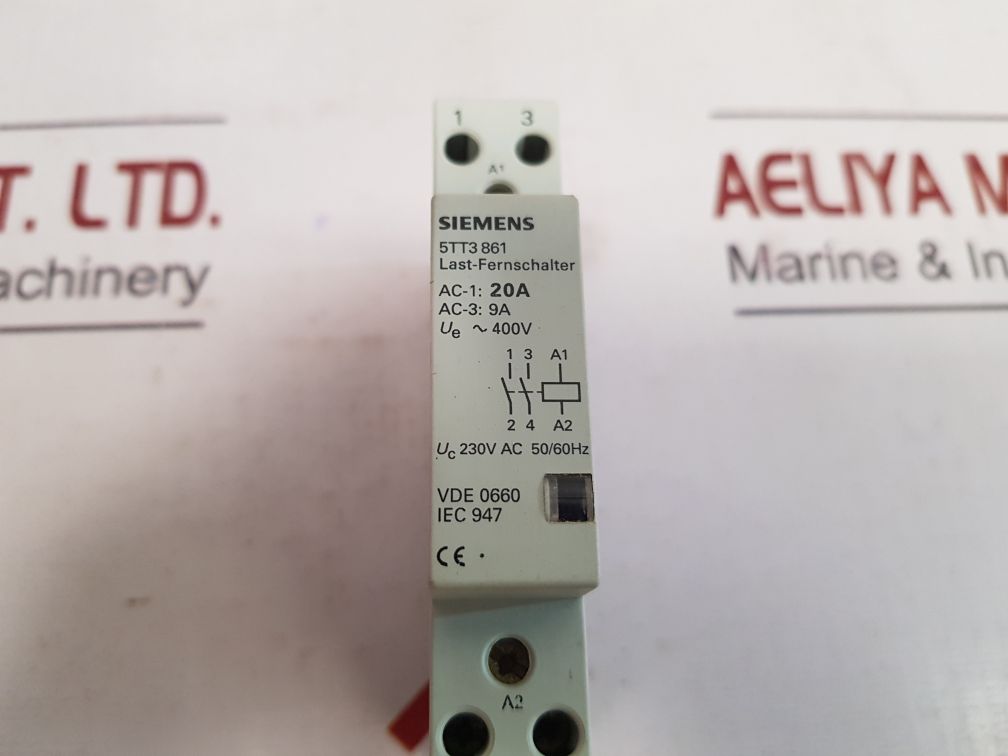 1 3
A1
T. LTD.
AELIYA M
achinery
Marine & In
SIEMENS
5TT3 861
Last-Fernschalter
AC-1: 20A
AC-3: 9A
Ue ~ 400V
1 3 A1
2 4 A2
Uc 230V AC 50/60Hz
VDE 0660
IEC 947
CE
A2